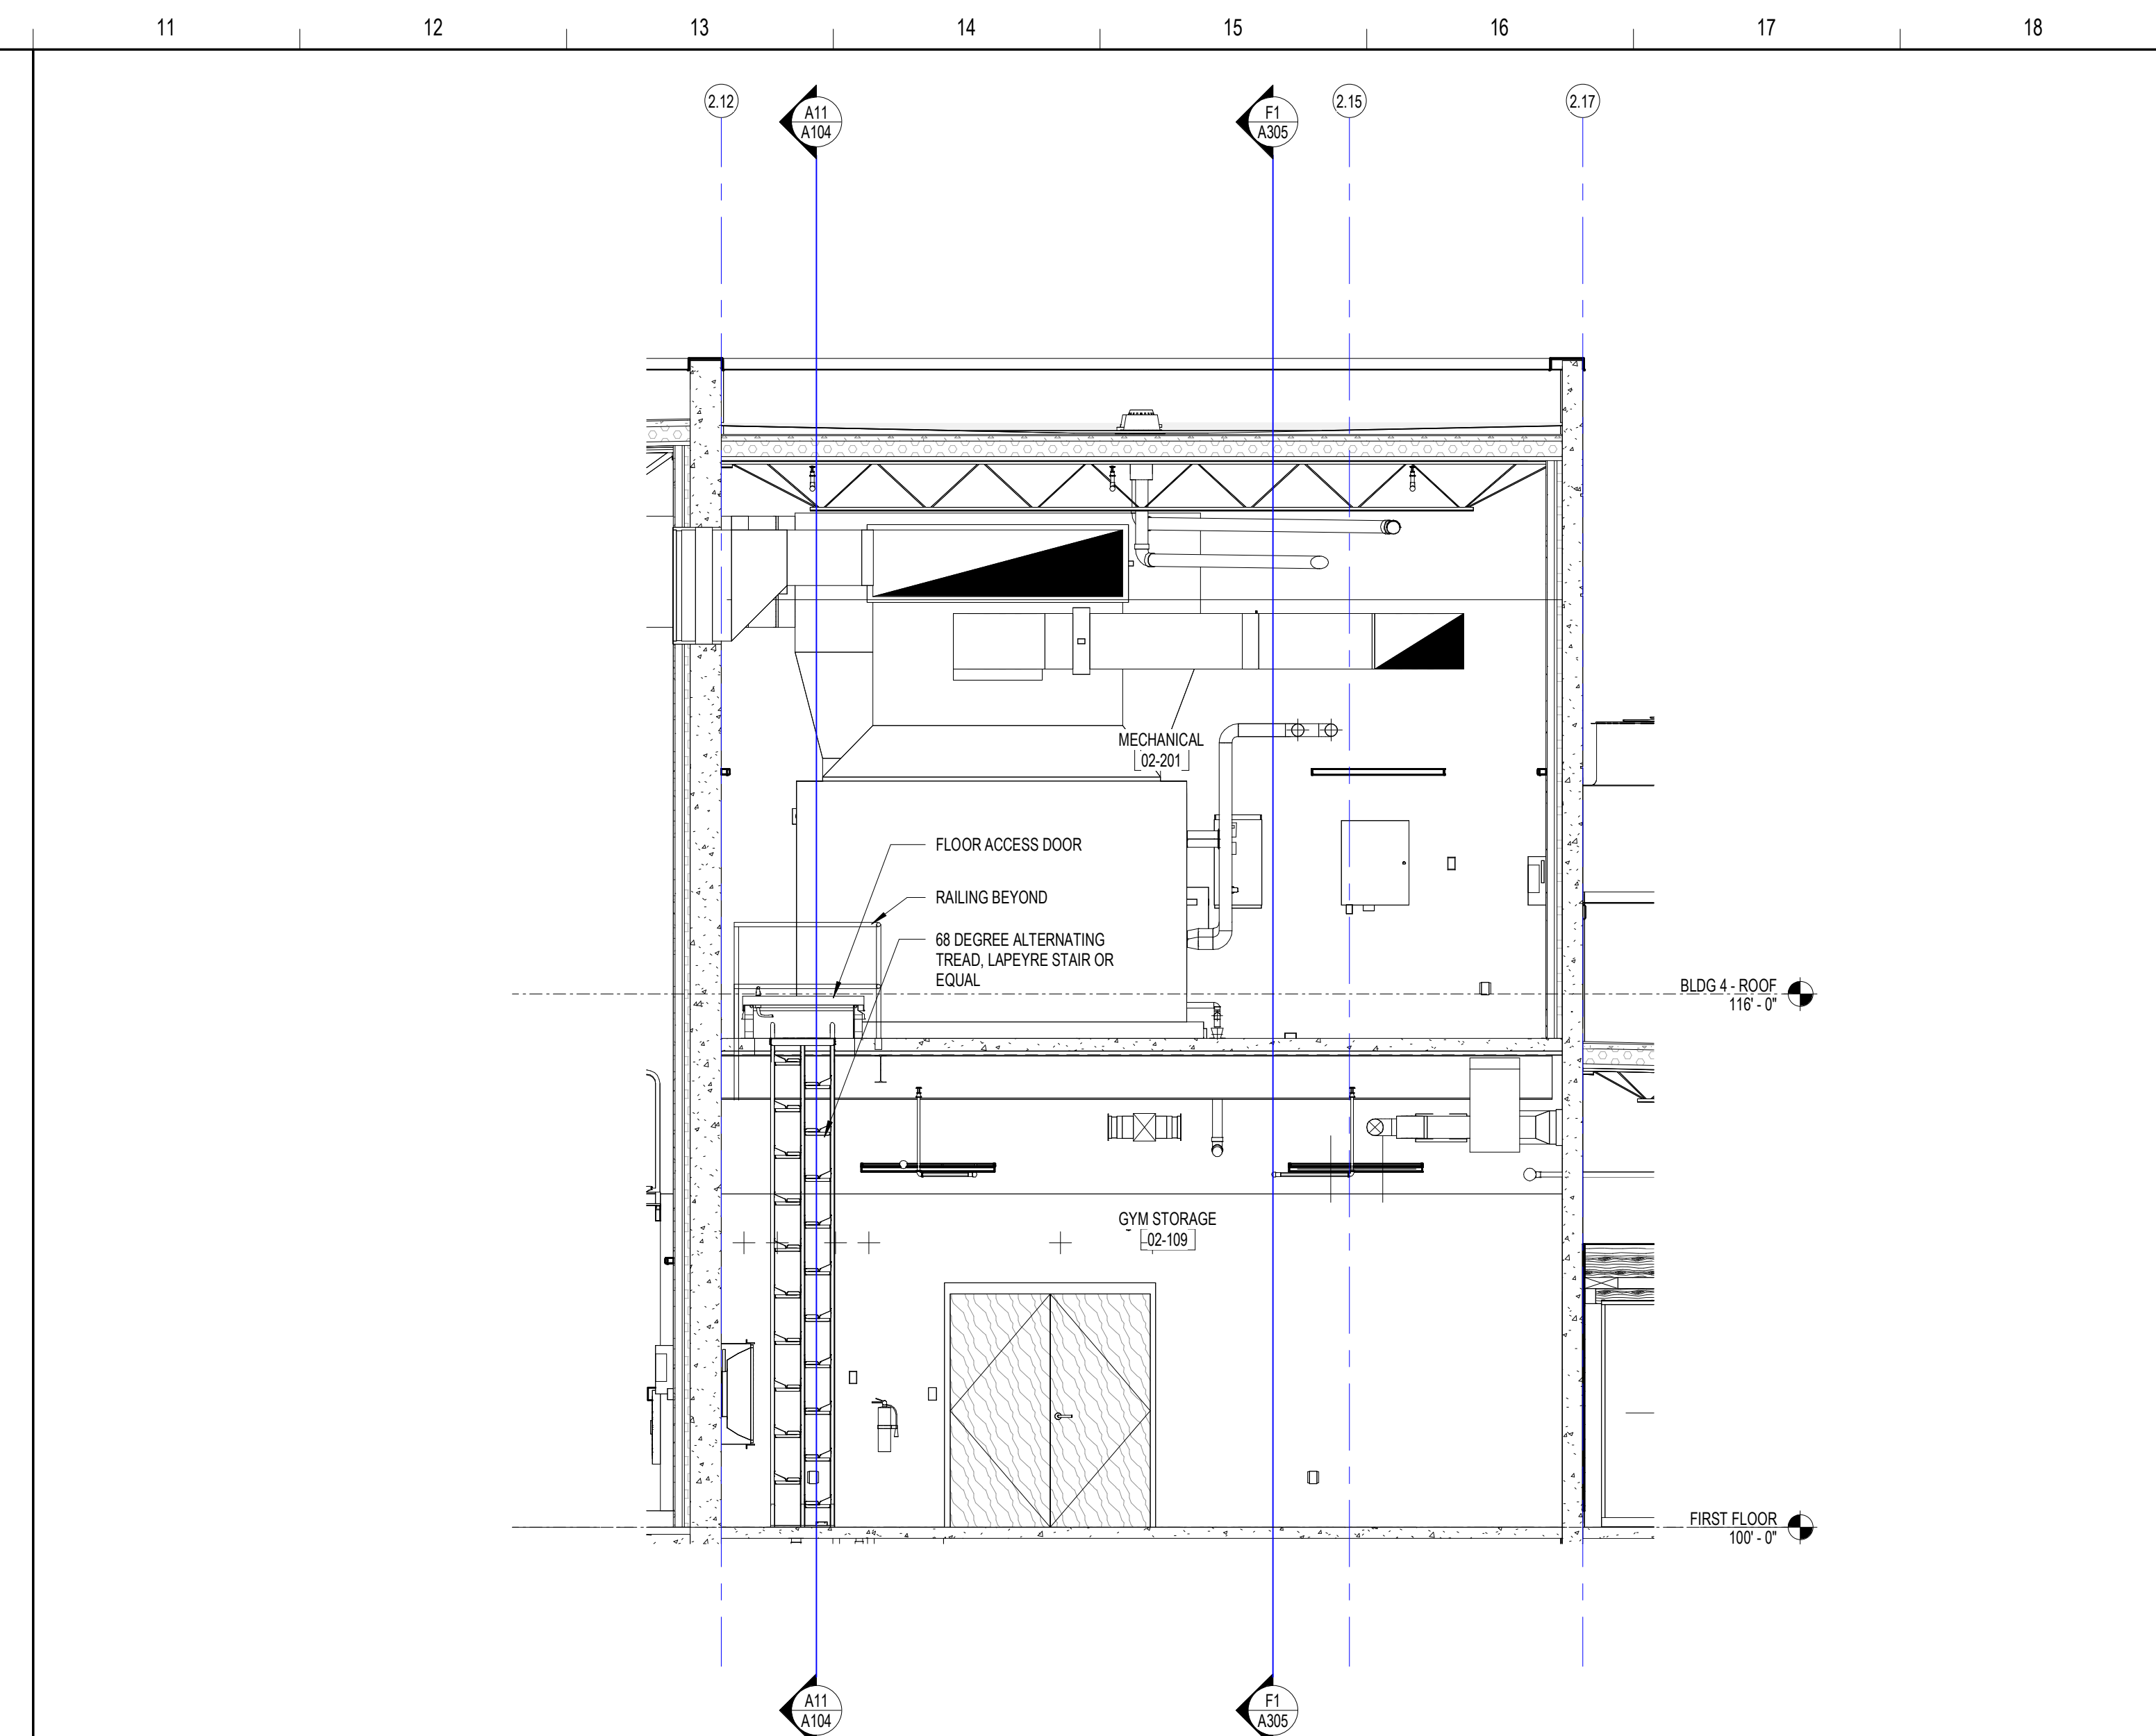 11 12 13 14 15 16 17 18
2.12 A11 A104 F1 A305 2.15 2.17
MECHANICAL
02-201
FLOOR ACCESS DOOR
RAILING BEYOND
68 DEGREE ALTERNATING
TREAD, LAPEYRE STAIR OR
EQUAL
BLDG 4 - ROOF
116' - 0"
GYM STORAGE
02-109
FIRST FLOOR
100' - 0"
A11
A104
F1
A305